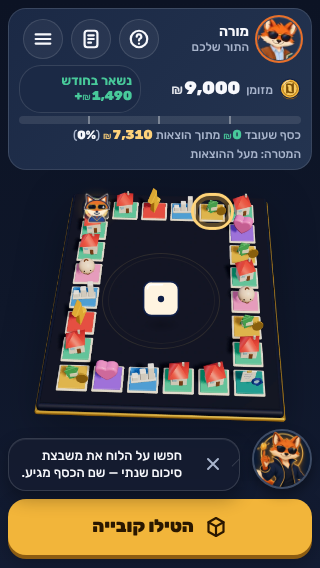 מורה
התור שלכם
מזומן 9,000 ₪
נשאר בחודש
+₪1,490
כסף שעובד ₪0 מתוך הוצאות ₪7,310 (0%)
המטרה: מעל ההוצאות
חפשו על הלוח את משבצת
סיכום שנתי — שם הכסף מגיע.
הטילו קובייה